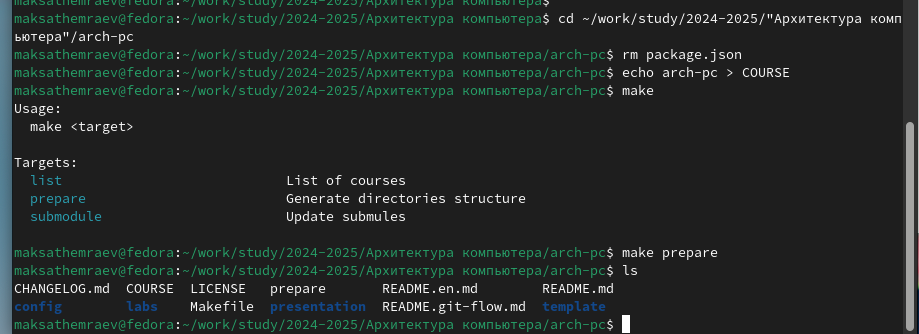 maksathemraev@fedora:~/work/study/2024-2025/Архитектура компьютера$
maksathemraev@fedora:~/work/study/2024-2025/Архитектура компьютера$ cd ~/work/study/2024-2025/"Архитектура комп
ьютера"/arch-pc
maksathemraev@fedora:~/work/study/2024-2025/Архитектура компьютера/arch-pc$ rm package.json
maksathemraev@fedora:~/work/study/2024-2025/Архитектура компьютера/arch-pc$ echo arch-pc > COURSE
maksathemraev@fedora:~/work/study/2024-2025/Архитектура компьютера/arch-pc$ make
Usage:
  make <target>

Targets:
  list                            List of courses
  prepare                         Generate directories structure
  submodule                       Update submules

maksathemraev@fedora:~/work/study/2024-2025/Архитектура компьютера/arch-pc$ make prepare
maksathemraev@fedora:~/work/study/2024-2025/Архитектура компьютера/arch-pc$ ls
CHANGELOG.md  COURSE  LICENSE   prepare       README.en.md        README.md
config        labs    Makefile  presentation  README.git-flow.md  template
maksathemraev@fedora:~/work/study/2024-2025/Архитектура компьютера/arch-pc$